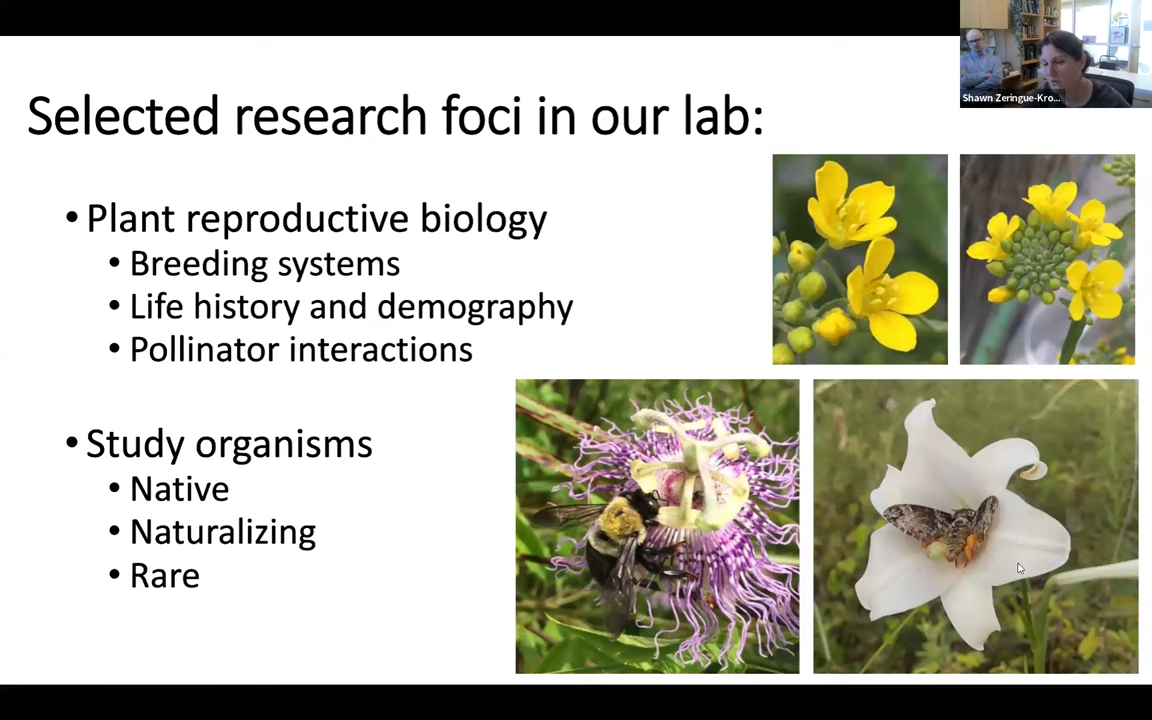 Shawn Zeringue-Kro...
Selected research foci in our lab:
• Plant reproductive biology
• Breeding systems
• Life history and demography
• Pollinator interactions
• Study organisms
• Native
• Naturalizing
• Rare